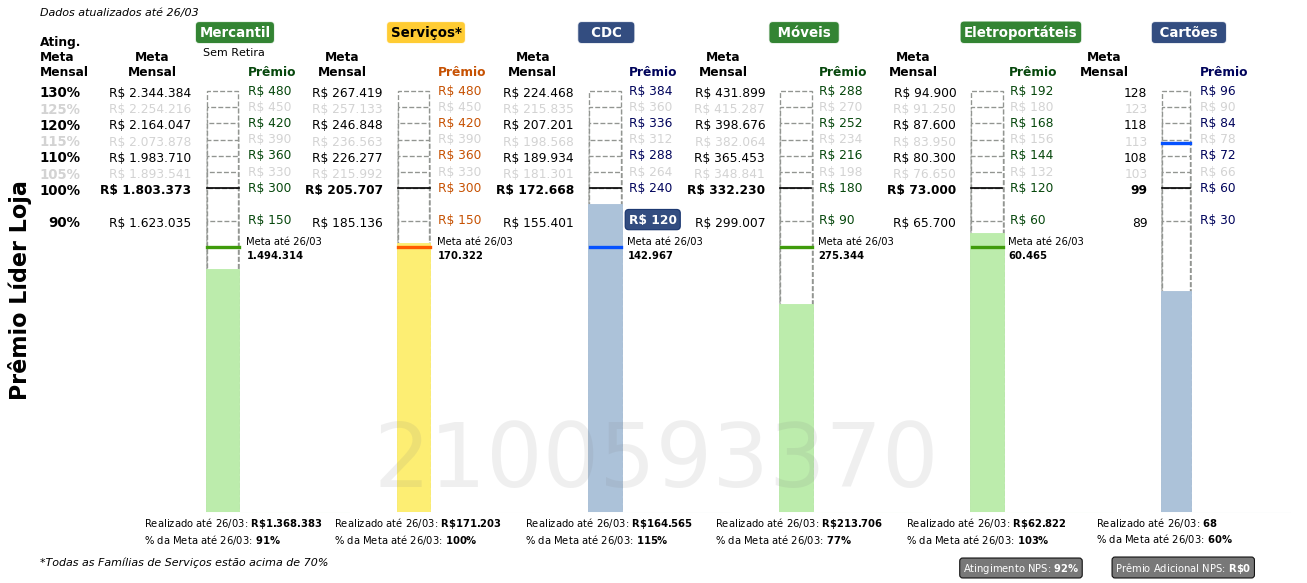 Dados atualizados até 26/03
Mercantil Serviços* CDC Móveis Eletroportáteis Cartões
Sem Retira
Ating. Meta Mensal
Meta Mensal Prêmio Meta Mensal Prêmio Meta Mensal Prêmio Meta Mensal Prêmio Meta Mensal Prêmio Meta Mensal Prêmio
130% R$ 2.344.384 R$ 480 R$ 267.419 R$ 480 R$ 224.468 R$ 384 R$ 431.899 R$ 288 R$ 94.900 R$ 192 128 R$ 96
125% R$ 2.254.216 R$ 450 R$ 257.133 R$ 450 R$ 215.835 R$ 360 R$ 415.287 R$ 270 R$ 91.250 R$ 180 123 R$ 90
120% R$ 2.164.047 R$ 420 R$ 246.848 R$ 420 R$ 207.201 R$ 336 R$ 398.676 R$ 252 R$ 87.600 R$ 168 118 R$ 84
115% R$ 2.073.878 R$ 390 R$ 236.563 R$ 390 R$ 198.568 R$ 312 R$ 382.064 R$ 234 R$ 83.950 R$ 156 113 R$ 78
110% R$ 1.983.710 R$ 360 R$ 226.277 R$ 360 R$ 189.934 R$ 288 R$ 365.453 R$ 216 R$ 80.300 R$ 144 108 R$ 72
105% R$ 1.893.541 R$ 330 R$ 215.992 R$ 330 R$ 181.301 R$ 264 R$ 348.841 R$ 198 R$ 76.650 R$ 132 103 R$ 66
100% R$ 1.803.373 R$ 300 R$ 205.707 R$ 300 R$ 172.668 R$ 240 R$ 332.230 R$ 180 R$ 73.000 R$ 120 99 R$ 60
90% R$ 1.623.035 R$ 150 R$ 185.136 R$ 150 R$ 155.401 R$ 120 R$ 299.007 R$ 90 R$ 65.700 R$ 60 89 R$ 30
Meta até 26/03 Meta até 26/03 Meta até 26/03 Meta até 26/03 Meta até 26/03
1.494.314 170.322 142.967 275.344 60.465
Prêmio Líder Loja
2100593370
Realizado até 26/03: R$1.368.383 Realizado até 26/03: R$171.203 Realizado até 26/03: R$164.565 Realizado até 26/03: R$213.706 Realizado até 26/03: R$62.822 Realizado até 26/03: 68
% da Meta até 26/03: 91% % da Meta até 26/03: 100% % da Meta até 26/03: 115% % da Meta até 26/03: 77% % da Meta até 26/03: 103% % da Meta até 26/03: 60%
*Todas as Famílias de Serviços estão acima de 70%
Atingimento NPS: 92% Prêmio Adicional NPS: R$0